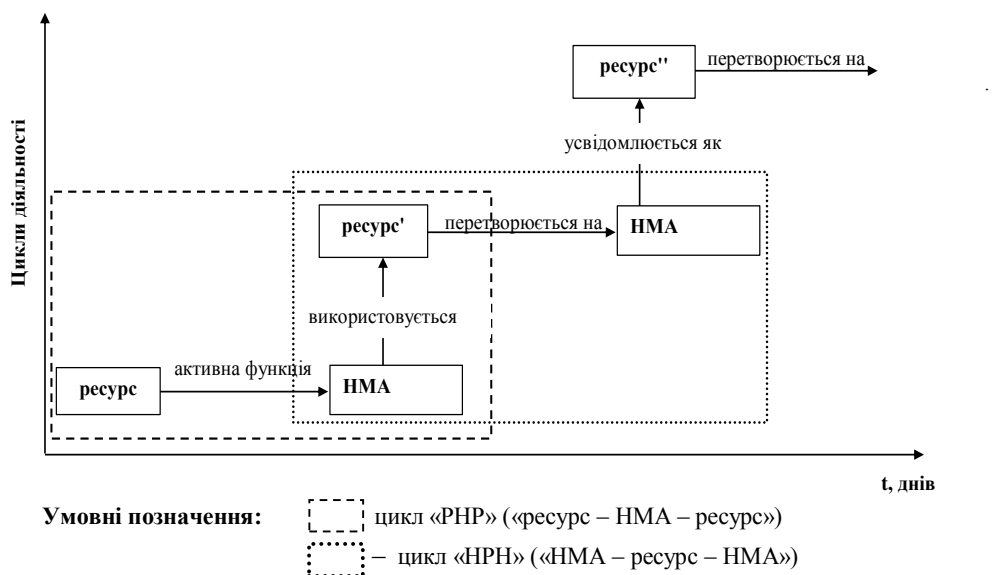 ресурс''
перетворюється на
усвідомлюється як
Цикли діяльності
ресурс'
перетворюється на
НМА
використовується
активна функція
ресурс
НМА
t, днів
Умовні позначення:
цикл «РНР» («ресурс – НМА – ресурс»)
– цикл «НРН» («НМА – ресурс – НМА»)